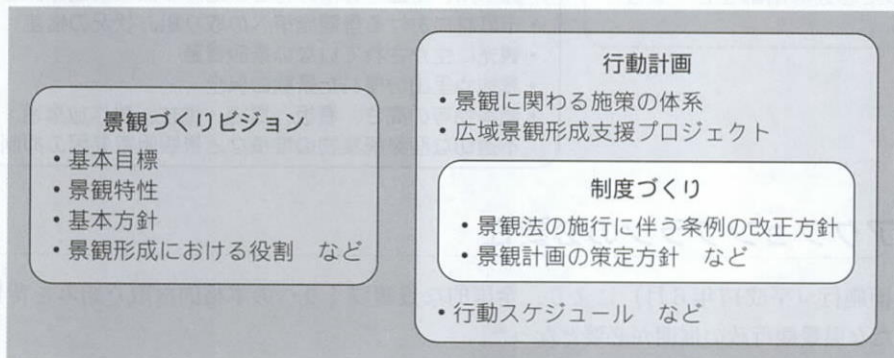 景観づくりビジョン
・基本目標
・景観特性
・基本方針
・景観形成における役割　など
行動計画
・景観に関わる施策の体系
・広域景観形成支援プロジェクト
制度づくり
・景観法の施行に伴う条例の改正方針
・景観計画の策定方針　など
・行動スケジュール　など